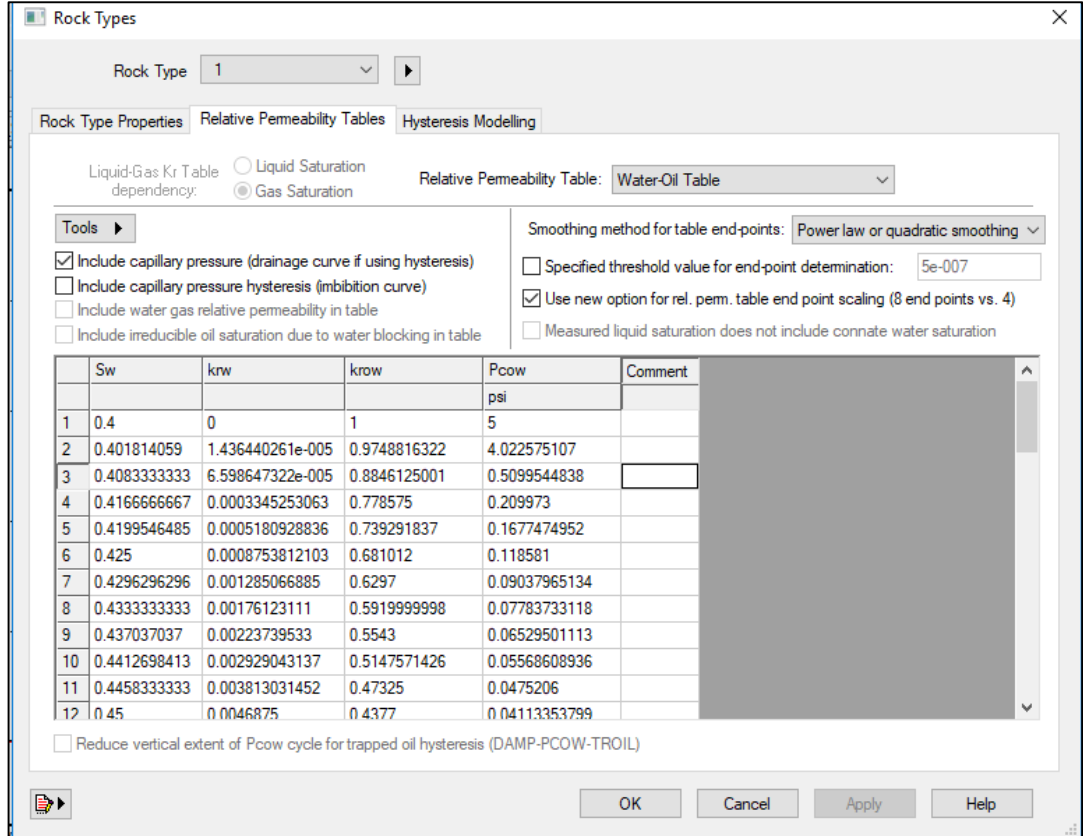 Rock Types
Rock Type 1
Rock Type Properties Relative Permeability Tables Hysteresis Modelling
Liquid-Gas Kr Table dependency:
Liquid Saturation
Gas Saturation
Relative Permeability Table: Water-Oil Table
Tools
Smoothing method for table end-points: Power law or quadratic smoothing
Include capillary pressure (drainage curve if using hysteresis)
Specified threshold value for end-point determination: 5e-007
Include capillary pressure hysteresis (imbibition curve)
Use new option for rel. perm. table end point scaling (8 end points vs. 4)
Include water gas relative permeability in table
Include irreducible oil saturation due to water blocking in table
Measured liquid saturation does not include connate water saturation
Sw krw krow Pcow Comment
psi
1 0.4 0 1 5
2 0.401814059 1.436440261e-005 0.9748816322 4.022575107
3 0.4083333333 6.598647322e-005 0.8846125001 0.5099544838
4 0.4166666667 0.0003345253063 0.778575 0.209973
5 0.4199546485 0.0005180928836 0.739291837 0.1677474952
6 0.425 0.0008753812103 0.681012 0.118581
7 0.4296296296 0.001285066885 0.6297 0.09037965134
8 0.4333333333 0.00176123111 0.5919999998 0.07783733118
9 0.437037037 0.00223739533 0.5543 0.06529501113
10 0.4412698413 0.002929043137 0.5147571426 0.05568608936
11 0.4458333333 0.003813031452 0.47325 0.0475206
12 0.45 0.0046875 0.4377 0.04113353799
Reduce vertical extent of Pcow cycle for trapped oil hysteresis (DAMP-PCOW-TROIL)
OK Cancel Apply Help